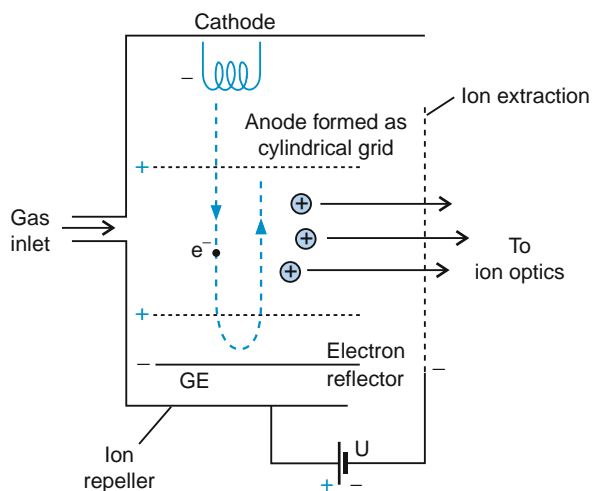 Cathode
−
Ion extraction
Anode formed as
cylindrical grid
+
Gas
inlet
+
+
+
e−
To
ion optics
+
−
Electron
reflector
GE
−
Ion
repeller
U
+ −